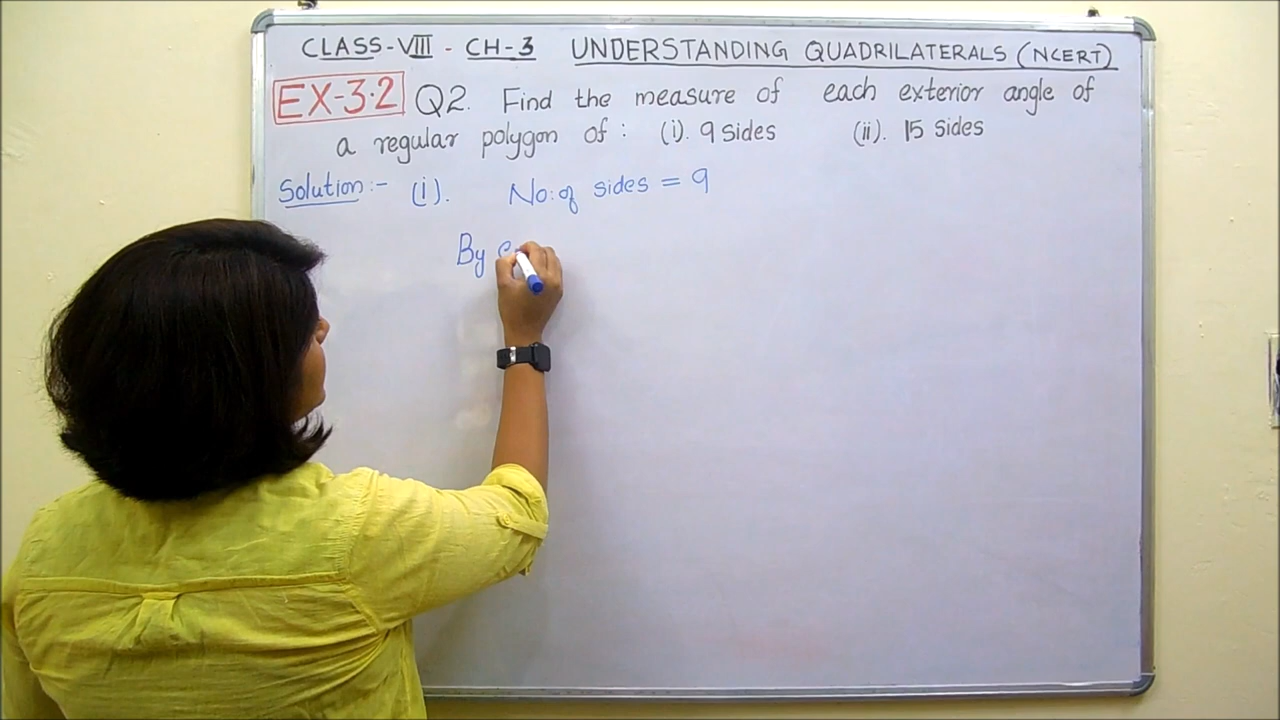 CLASS-VIII - CH-3 UNDERSTANDING QUADRILATERALS (NCERT)
EX-3.2 Q2. Find the measure of each exterior angle of
a regular polygon of : (i). 9 sides (ii). 15 sides
Solution:- (i). No: of sides = 9
By